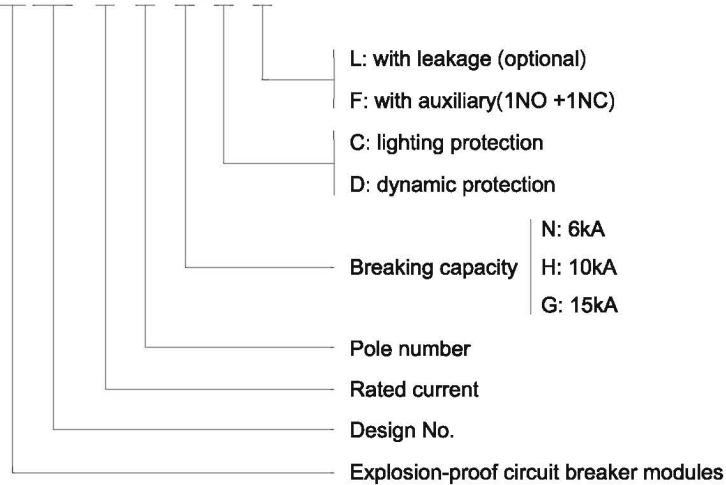 L: with leakage (optional)
F: with auxiliary(1NO +1NC)
C: lighting protection
D: dynamic protection
N: 6kA
Breaking capacity
H: 10kA
G: 15kA
Pole number
Rated current
Design No.
Explosion-proof circuit breaker modules